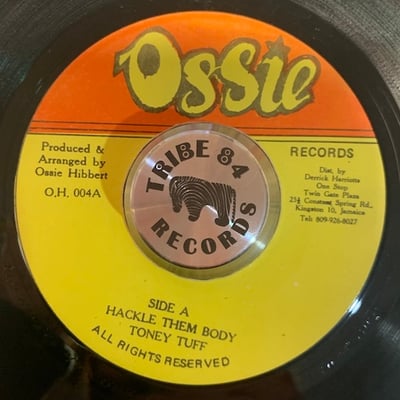 Ossie
RECORDS
Produced &
Arranged by
Ossie Hibbert
O,H, 004A
Dist, by
Derrick Harriotts
One Stop
Twin Gate Plaza
25½ Constant Spring Rd.,
Kingston 10, Jamaica
Tel: 809-926-8027
TRIBE 84
RECORDS
SIDE A
HACKLE THEM BODY
TONEY TUFF
ALL RIGHTS RESERVED